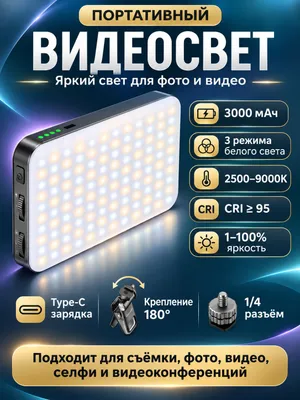 ПОРТАТИВНЫЙ
ВИДЕОСВЕТ
Яркий свет для фото и видео
3000 мАч
3 режима
белого света
2500–9000K
CRI
CRI ≥ 95
1–100%
яркость
Type-C
зарядка
Крепление
180°
1/4
разъём
Подходит для съёмки, фото, видео,
селфи и видеоконференций